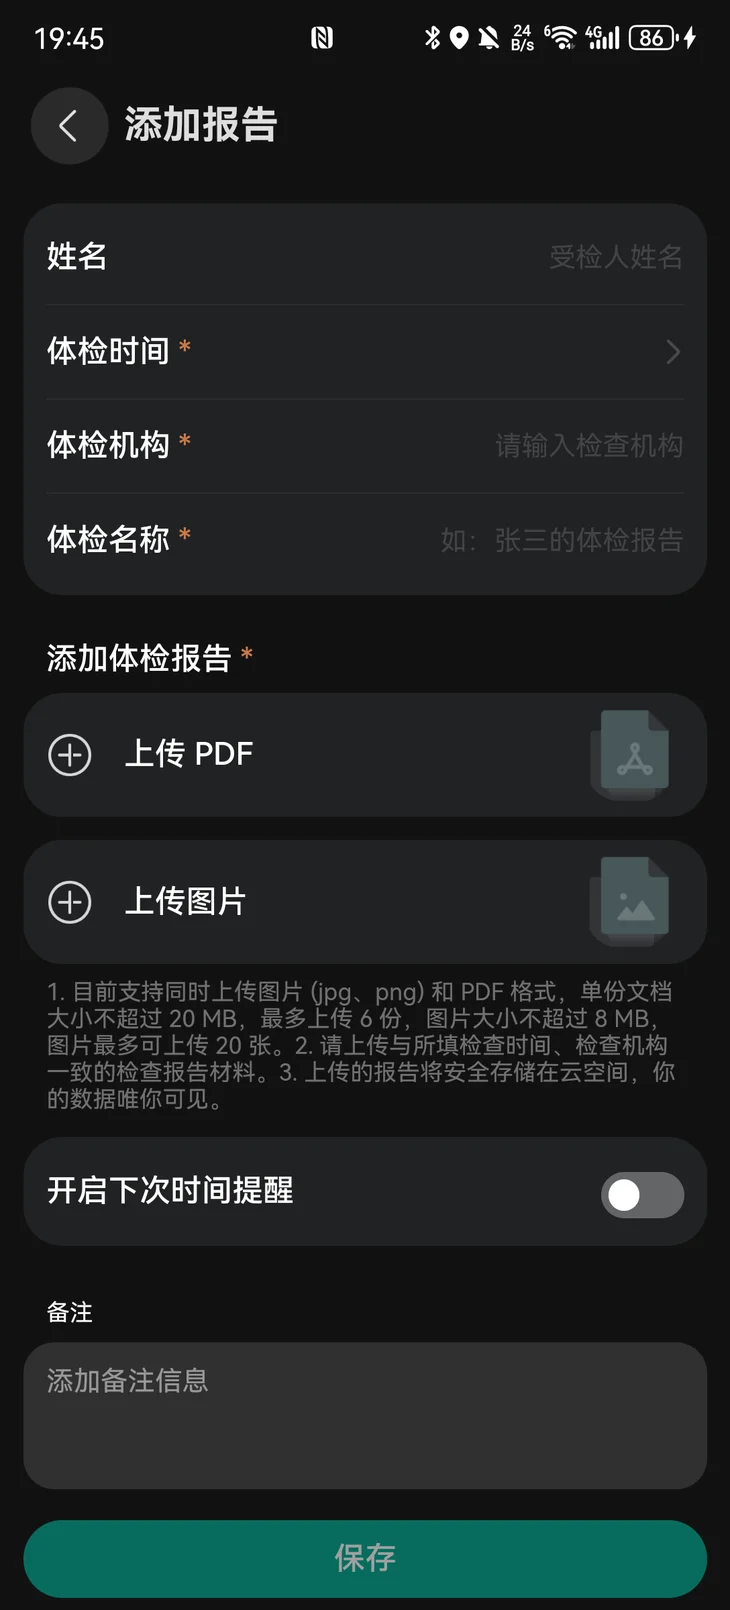 19:45
24 B/s 6 4G 86
添加报告
姓名 受检人姓名
体检时间 *
体检机构 * 请输入检查机构
体检名称 * 如：张三的体检报告
添加体检报告 *
上传 PDF
上传图片
1. 目前支持同时上传图片 (jpg、png) 和 PDF 格式，单份文档
大小不超过 20 MB，最多上传 6 份，图片大小不超过 8 MB，
图片最多可上传 20 张。2. 请上传与所填检查时间、检查机构
一致的检查报告材料。3. 上传的报告将安全存储在云空间，你
的数据唯你可见。
开启下次时间提醒
备注
添加备注信息
保存